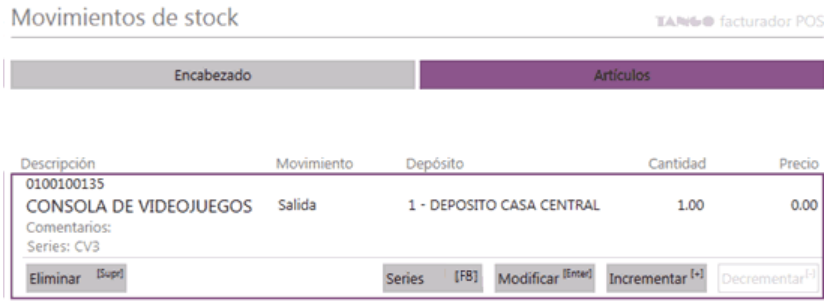 Movimientos de stock
TANGO facturador POS
Encabezado Artículos
Descripción Movimiento Depósito Cantidad Precio
0100100135
CONSOLA DE VIDEOJUEGOS Salida 1 - DEPOSITO CASA CENTRAL 1.00 0.00
Comentarios:
Series: CV3
Eliminar [Supr] Series [F8] Modificar [Enter] Incrementar [+] Decrementar [-]